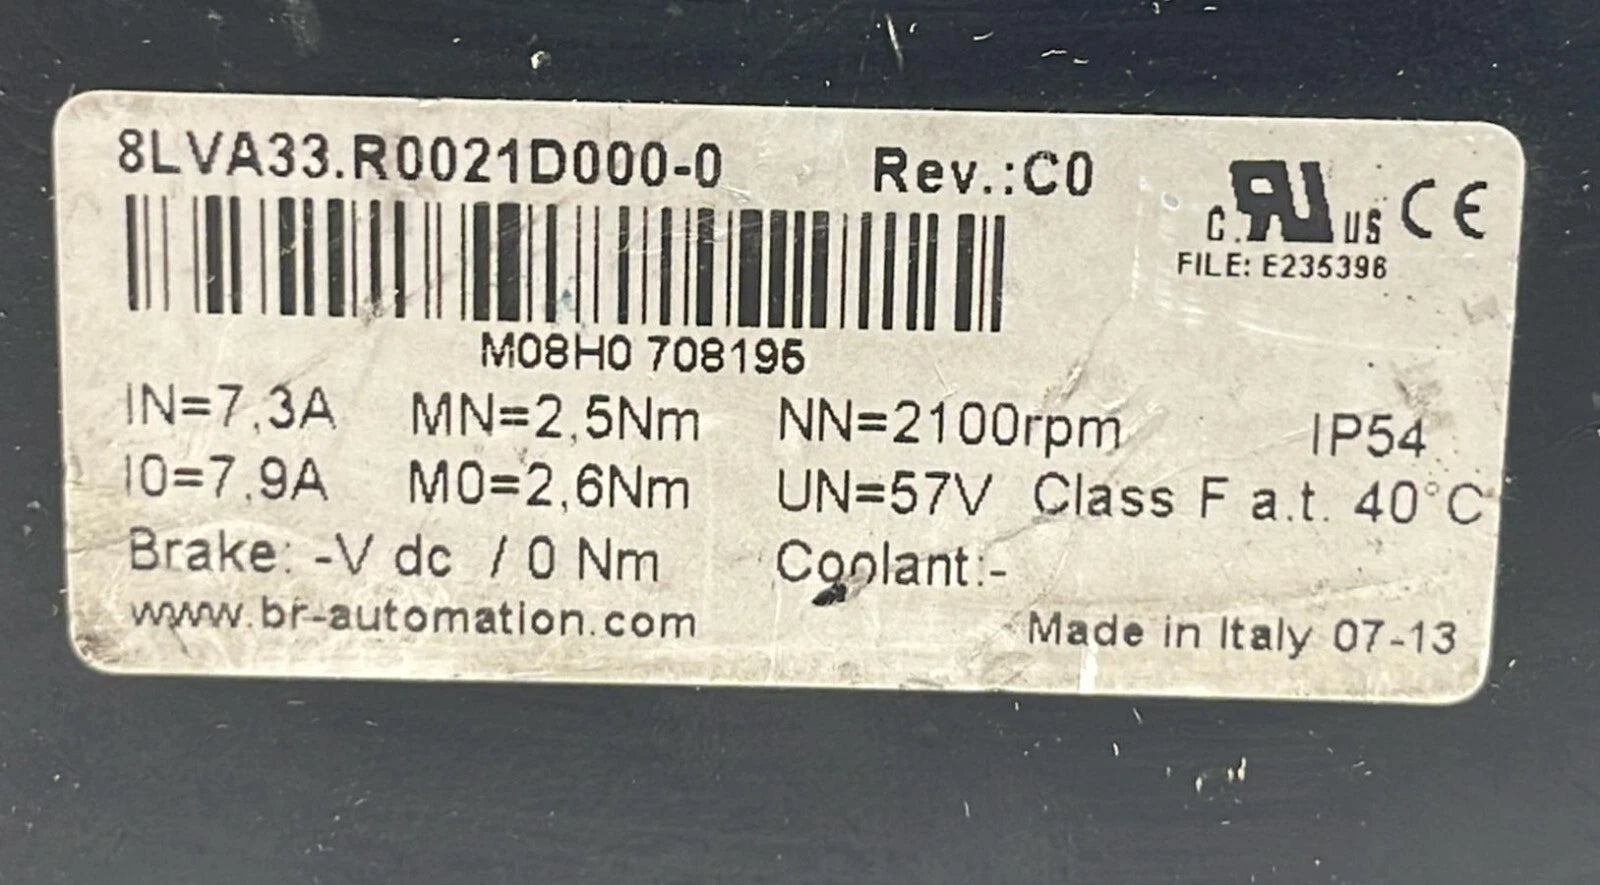 8LVA33.R0021D000-0 Rev.:C0
C. RU US CE
FILE: E235396
M08H0 708195
IN=7,3A MN=2,5Nm NN=2100rpm IP54
I0=7,9A M0=2,6Nm UN=57V Class F a.t. 40°C
Brake: -V dc / 0 Nm Coolant:-
www.br-automation.com
Made in Italy 07-13